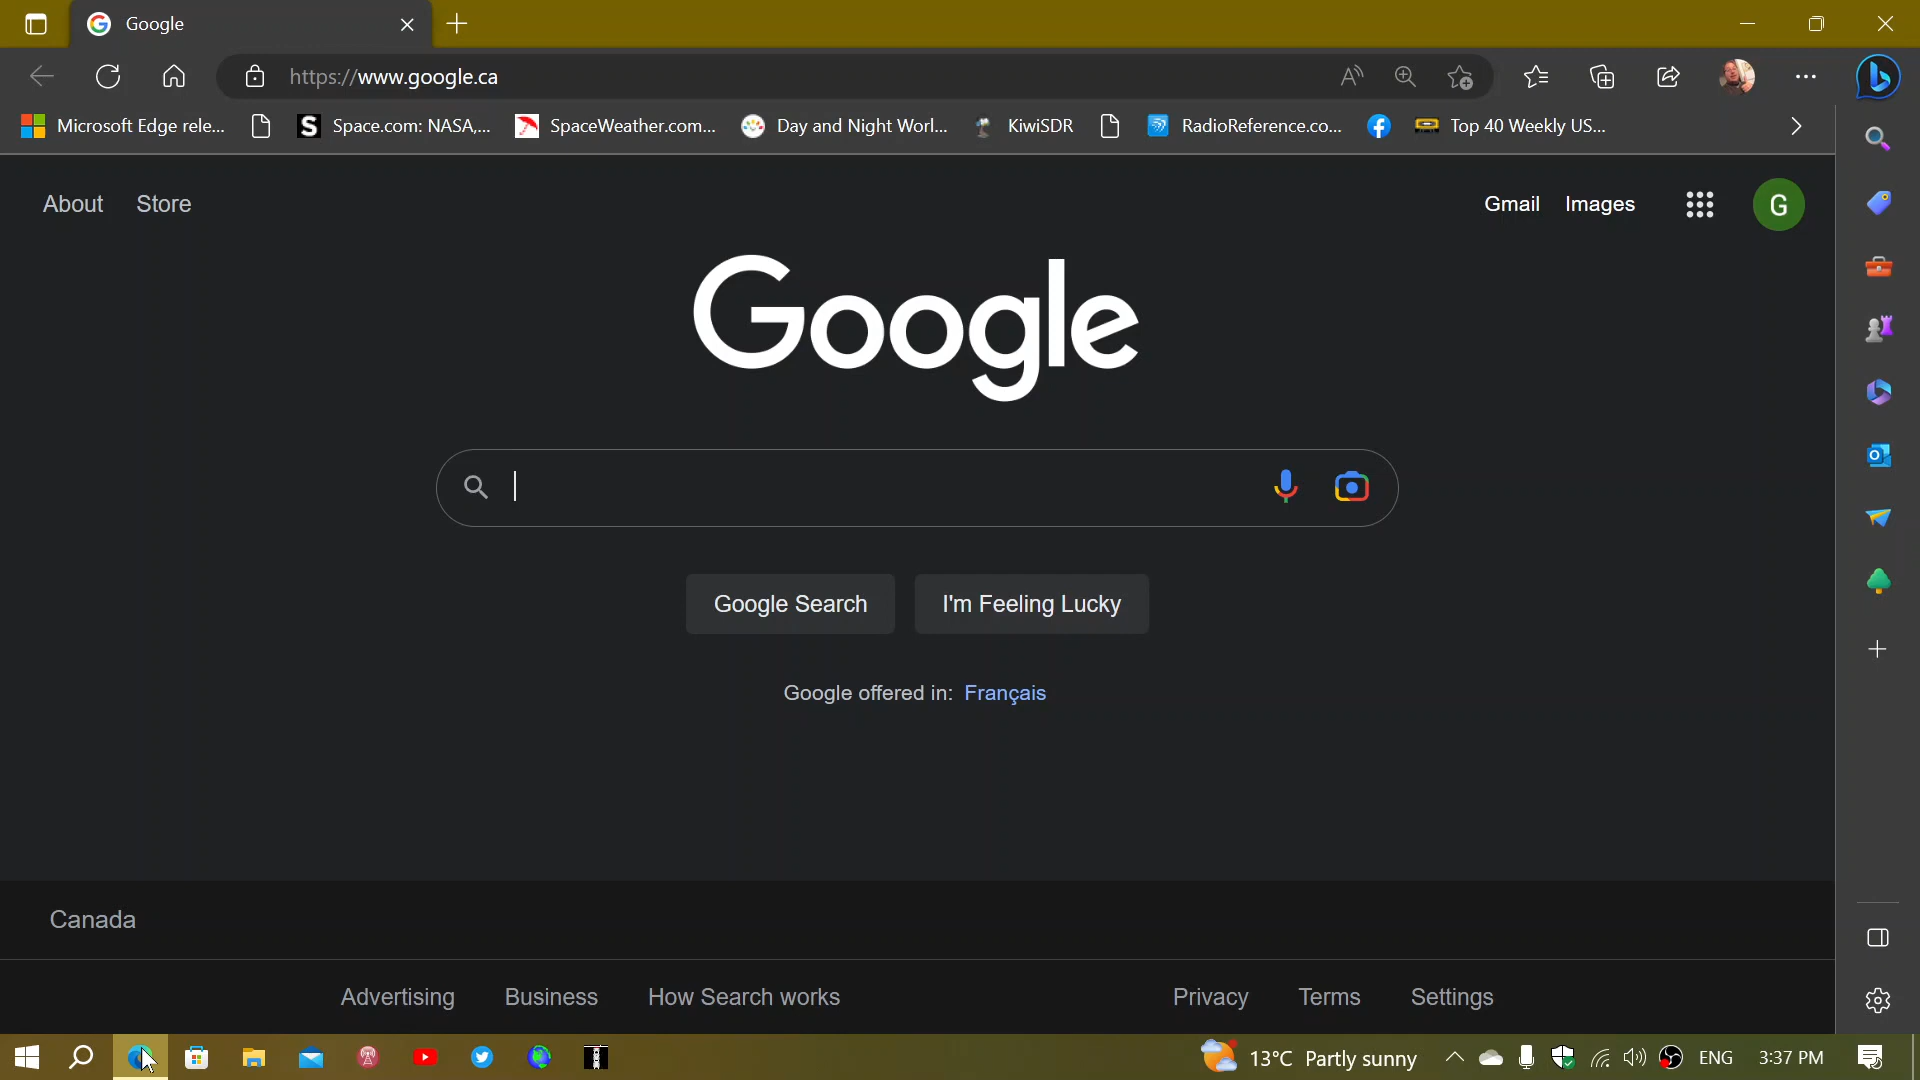 Google
https://www.google.ca
Microsoft Edge rele... Space.com: NASA,... SpaceWeather.com... Day and Night Worl... KiwiSDR RadioReference.co... Top 40 Weekly US...
About Store Gmail Images G
Google
Google Search I'm Feeling Lucky
Google offered in: Français
Canada
Advertising Business How Search works Privacy Terms Settings
13°C Partly sunny ENG 3:37 PM